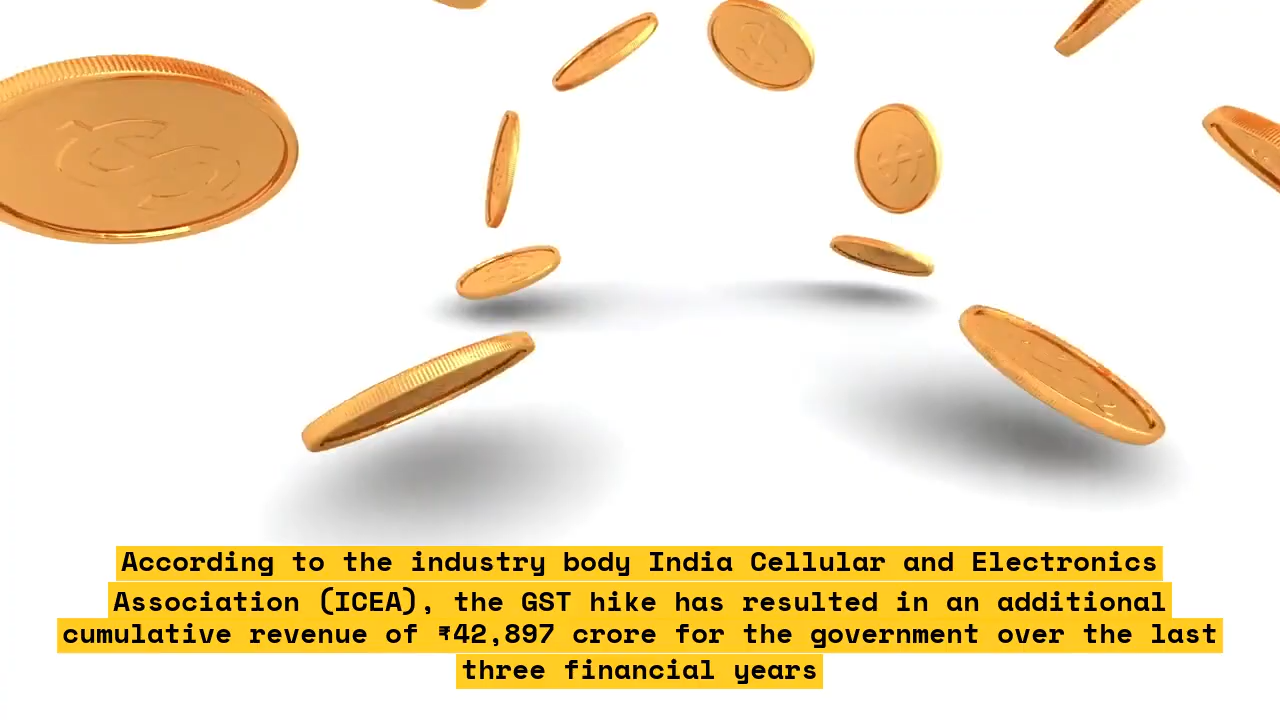 According to the industry body India Cellular and Electronics
Association (ICEA), the GST hike has resulted in an additional
cumulative revenue of ₹42,897 crore for the government over the last
three financial years